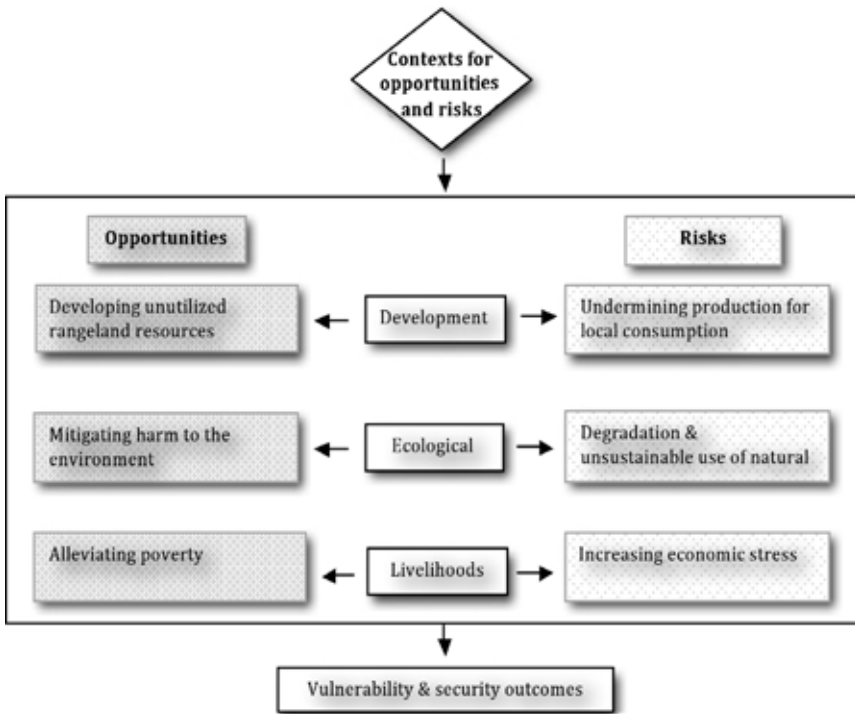 Contexts for
opportunities
and risks
Opportunities
Risks
Developing unutilized
rangeland resources
Development
Undermining production for
local consumption
Mitigating harm to the
environment
Ecological
Degradation &
unsustainable use of natural
Alleviating poverty
Livelihoods
Increasing economic stress
Vulnerability & security outcomes